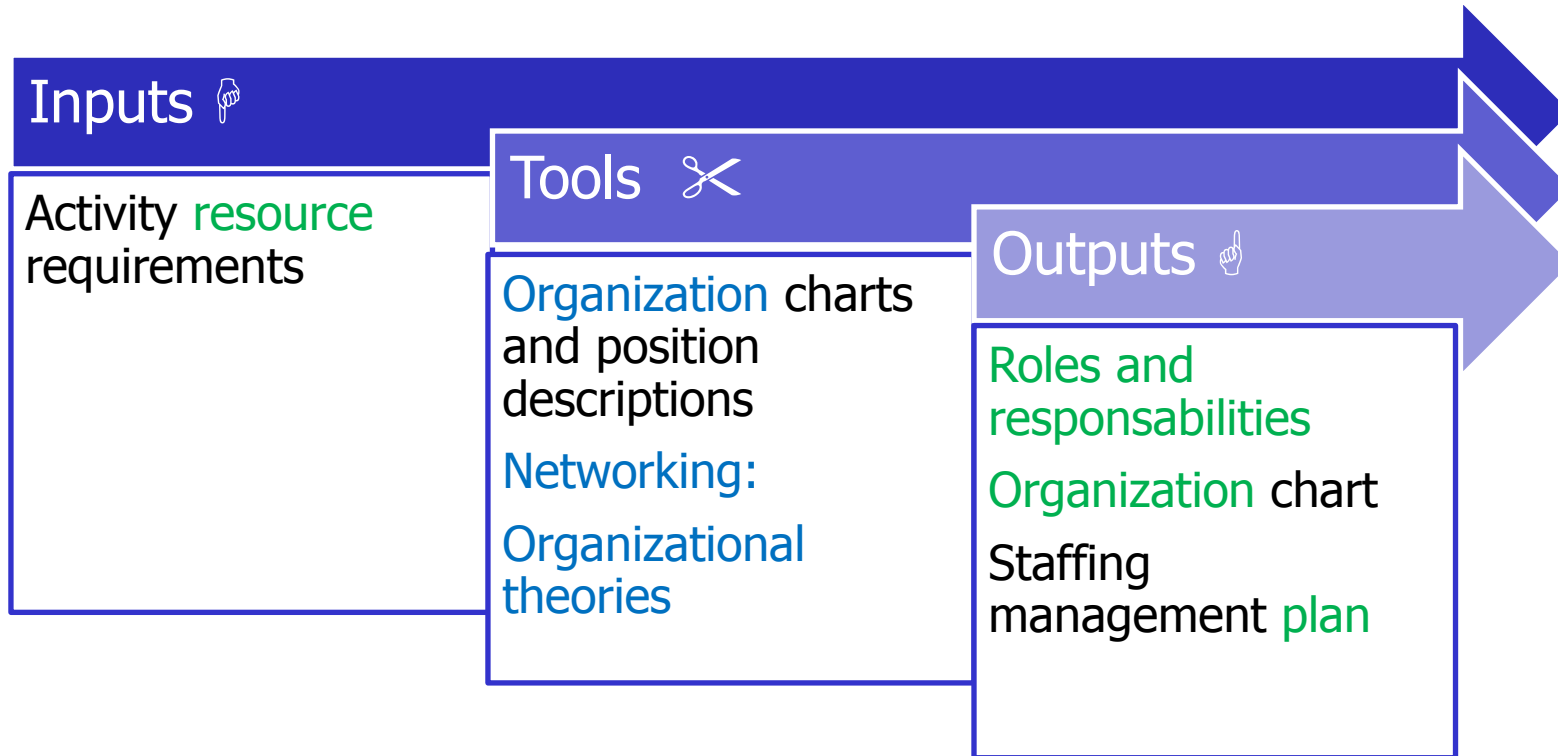 Inputs
Activity resource
requirements
Tools
Organization charts
and position
descriptions
Networking:
Organizational
theories
Outputs
Roles and
responsabilities
Organization chart
Staffing
management plan